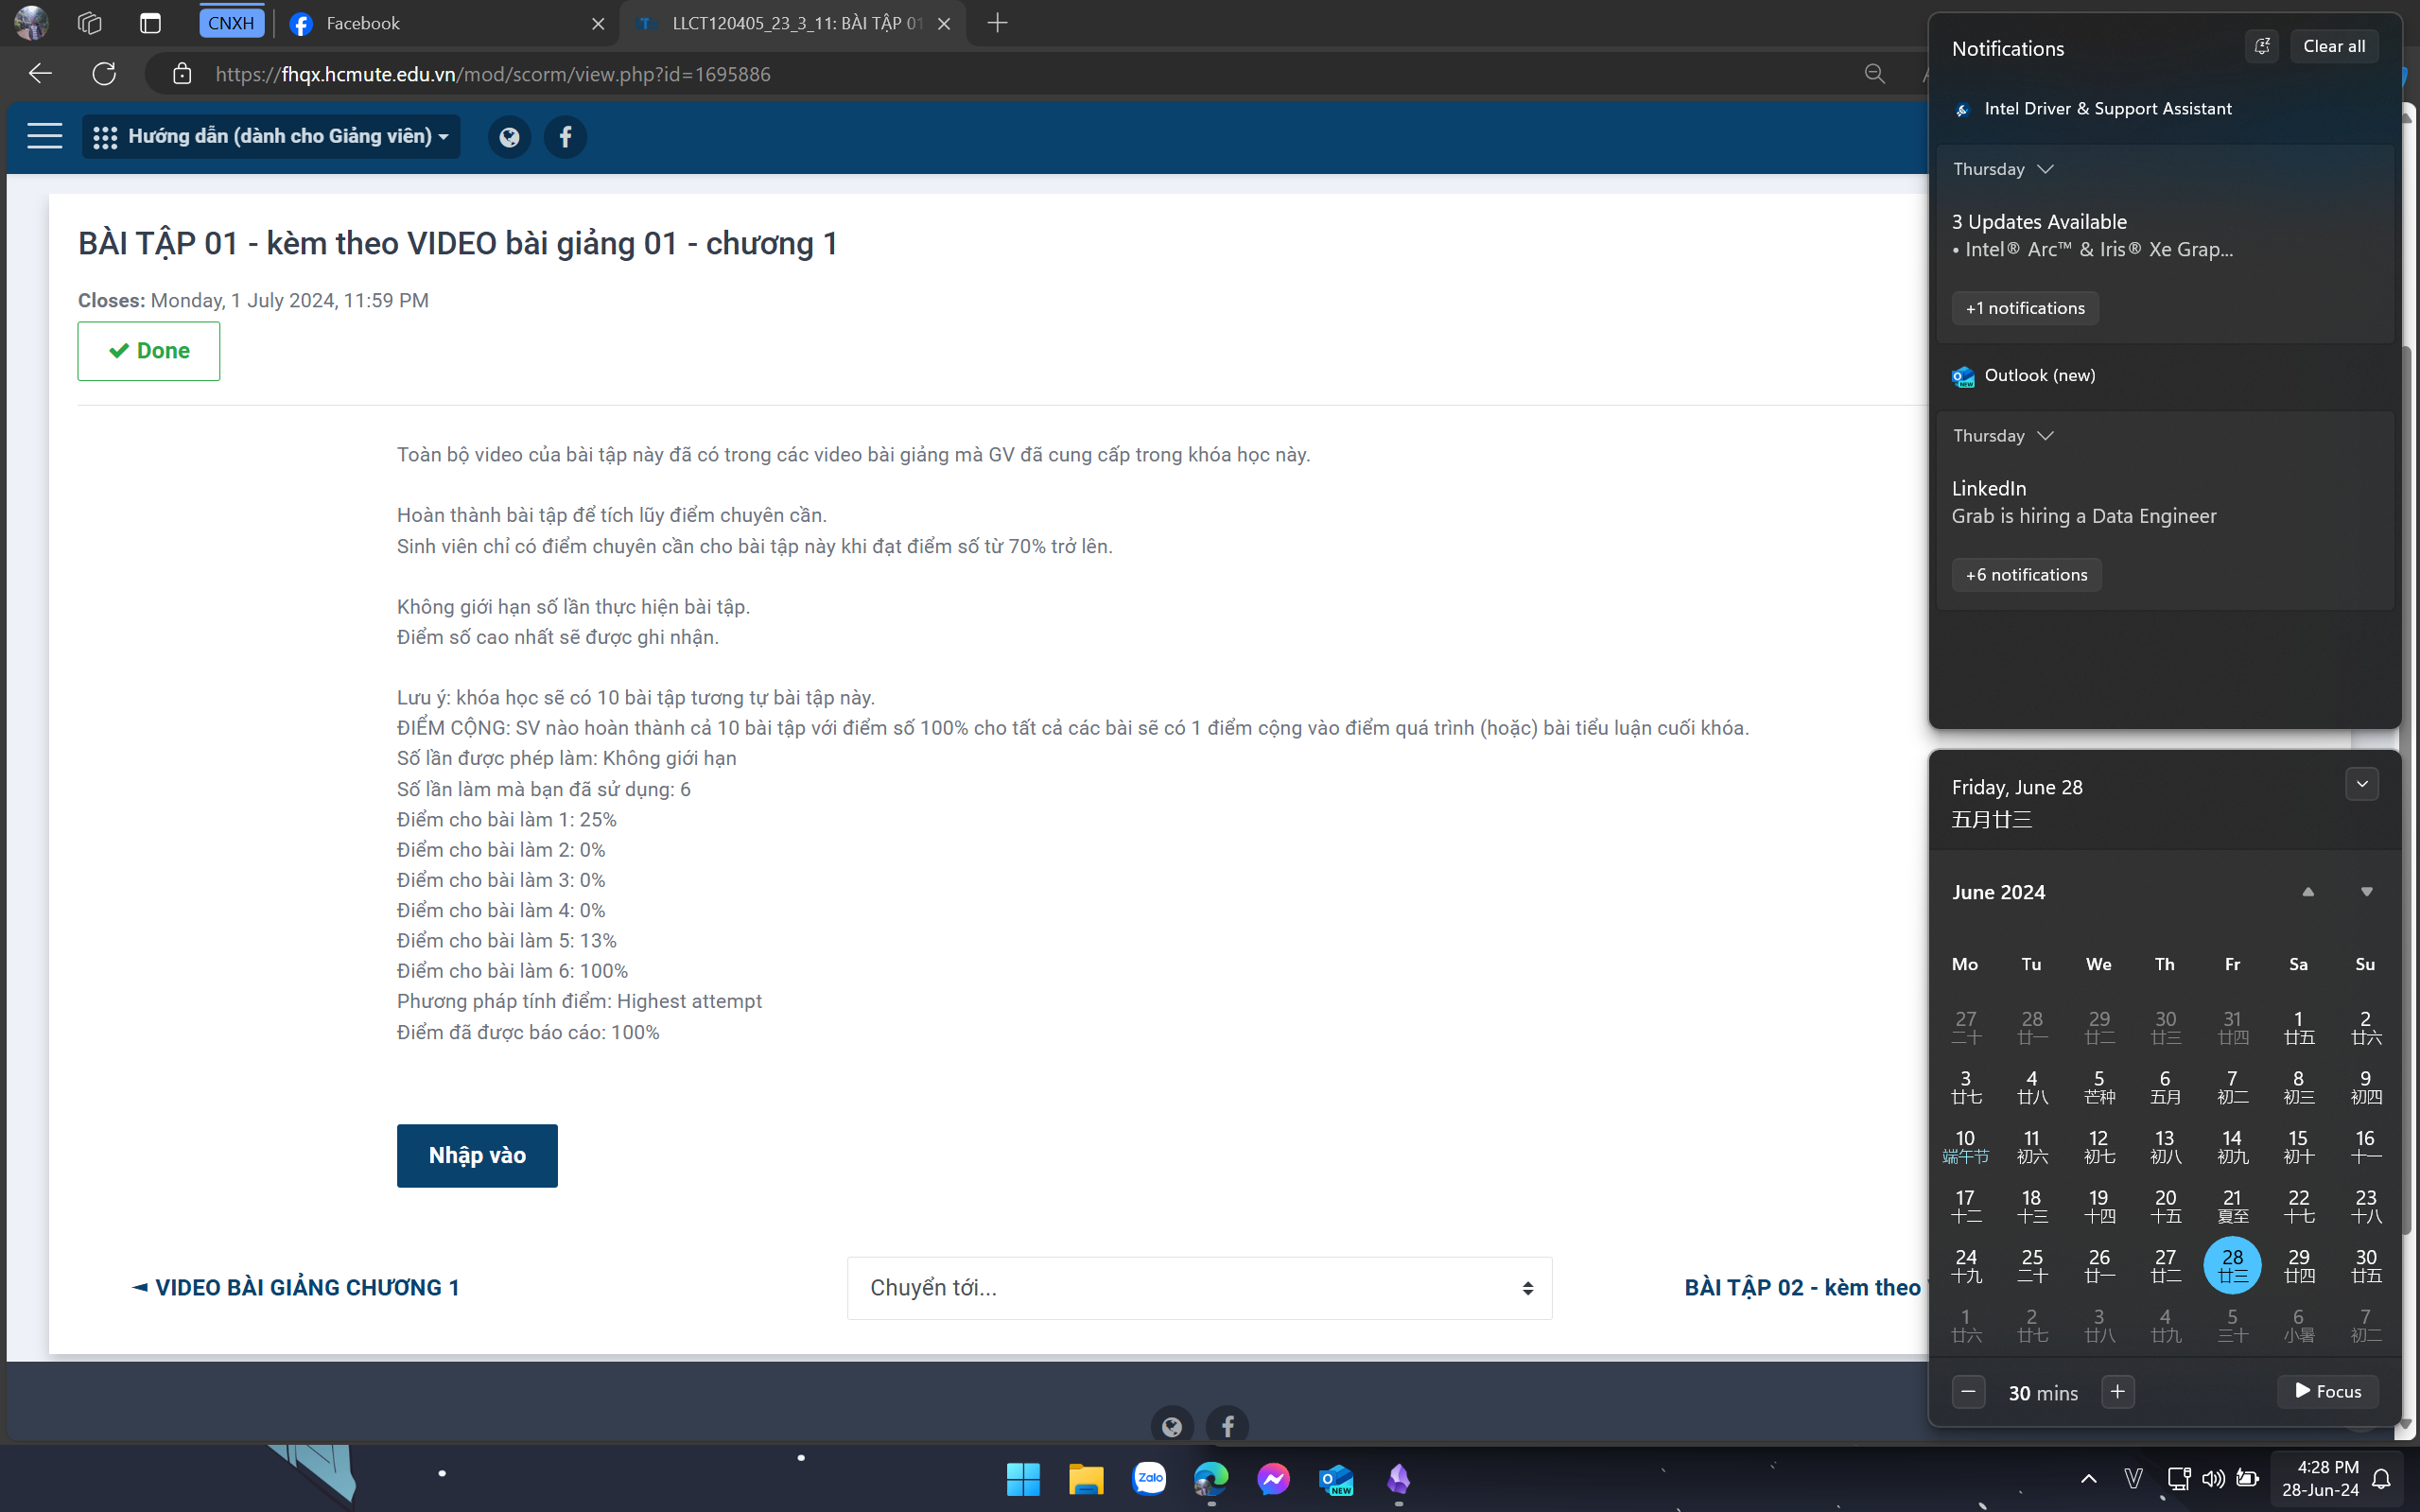 CNXH
Facebook
LLCT120405_23_3_11: BÀI TẬP 01
https://fhqx.hcmute.edu.vn/mod/scorm/view.php?id=1695886
Hướng dẫn (dành cho Giảng viên)
BÀI TẬP 01 - kèm theo VIDEO bài giảng 01 - chương 1
Closes: Monday, 1 July 2024, 11:59 PM
Done
Toàn bộ video của bài tập này đã có trong các video bài giảng mà GV đã cung cấp trong khóa học này.
Hoàn thành bài tập để tích lũy điểm chuyên cần.
Sinh viên chỉ có điểm chuyên cần cho bài tập này khi đạt điểm số từ 70% trở lên.
Không giới hạn số lần thực hiện bài tập.
Điểm số cao nhất sẽ được ghi nhận.
Lưu ý: khóa học sẽ có 10 bài tập tương tự bài tập này.
ĐIỂM CỘNG: SV nào hoàn thành cả 10 bài tập với điểm số 100% cho tất cả các bài sẽ có 1 điểm cộng vào điểm quá trình (hoặc) bài tiểu luận cuối khóa.
Số lần được phép làm: Không giới hạn
Số lần làm mà bạn đã sử dụng: 6
Điểm cho bài làm 1: 25%
Điểm cho bài làm 2: 0%
Điểm cho bài làm 3: 0%
Điểm cho bài làm 4: 0%
Điểm cho bài làm 5: 13%
Điểm cho bài làm 6: 100%
Phương pháp tính điểm: Highest attempt
Điểm đã được báo cáo: 100%
Nhập vào
◄ VIDEO BÀI GIẢNG CHƯƠNG 1
Chuyển tới...
BÀI TẬP 02 - kèm theo
Notifications
Clear all
Intel Driver & Support Assistant
Thursday
3 Updates Available
• Intel® Arc™ & Iris® Xe Grap...
+1 notifications
Outlook (new)
Thursday
LinkedIn
Grab is hiring a Data Engineer
+6 notifications
Friday, June 28
五月廿三
June 2024
Mo Tu We Th Fr Sa Su
27 28 29 30 31 1 2
二十 廿一 廿二 廿三 廿四 廿五 廿六
3 4 5 6 7 8 9
廿七 廿八 芒种 五月 初二 初三 初四
10 11 12 13 14 15 16
端午节 初六 初七 初八 初九 初十 十一
17 18 19 20 21 22 23
十二 十三 十四 十五 夏至 十七 十八
24 25 26 27 28 29 30
十九 二十 廿一 廿二 廿三 廿四 廿五
1 2 3 4 5 6 7
廿六 廿七 廿八 廿九 三十 小暑 初二
30 mins
Focus
Zalo
NEW
4:28 PM
28-Jun-24